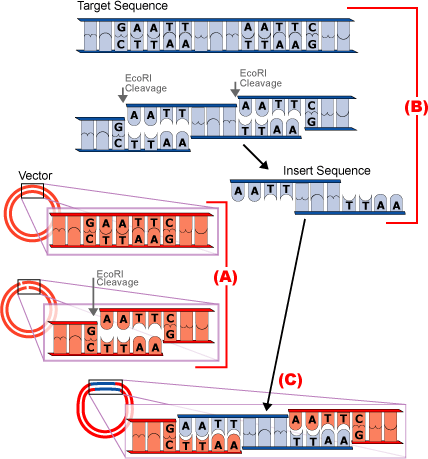 Target Sequence
G A A T T A A T T C
C T T A A T T A A G
(B)
EcoRI
Cleavage
EcoRI
Cleavage
A A T T A A T T C
G G
C T T A A T T A A
Insert Sequence
A A T T
T T A A
Vector
G A A T T C
C T T A A G
(A)
EcoRI
Cleavage
A A T T C
G G
C T T A A
(C)
G A A T T A A T T C
C T T A A T T A A G